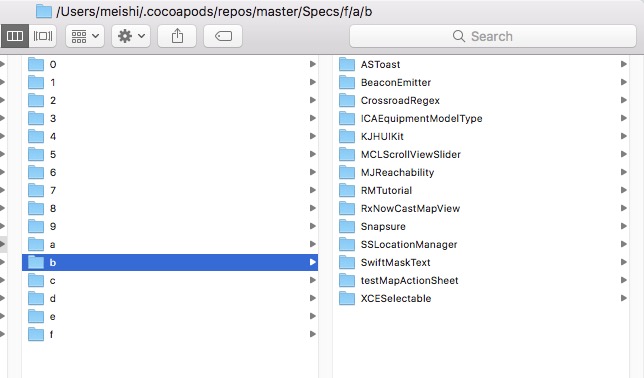 /Users/meishi/.cocoapods/repos/master/Specs/f/a/b
Search
0
1
2
3
4
5
6
7
8
9
a
b
c
d
e
f
ASToast
BeaconEmitter
CrossroadRegex
ICAEquipmentModelType
KJHUIKit
MCLScrollViewSlider
MJReachability
RMTutorial
RxNowCastMapView
Snapsure
SSLocationManager
SwiftMaskText
testMapActionSheet
XCESelectable